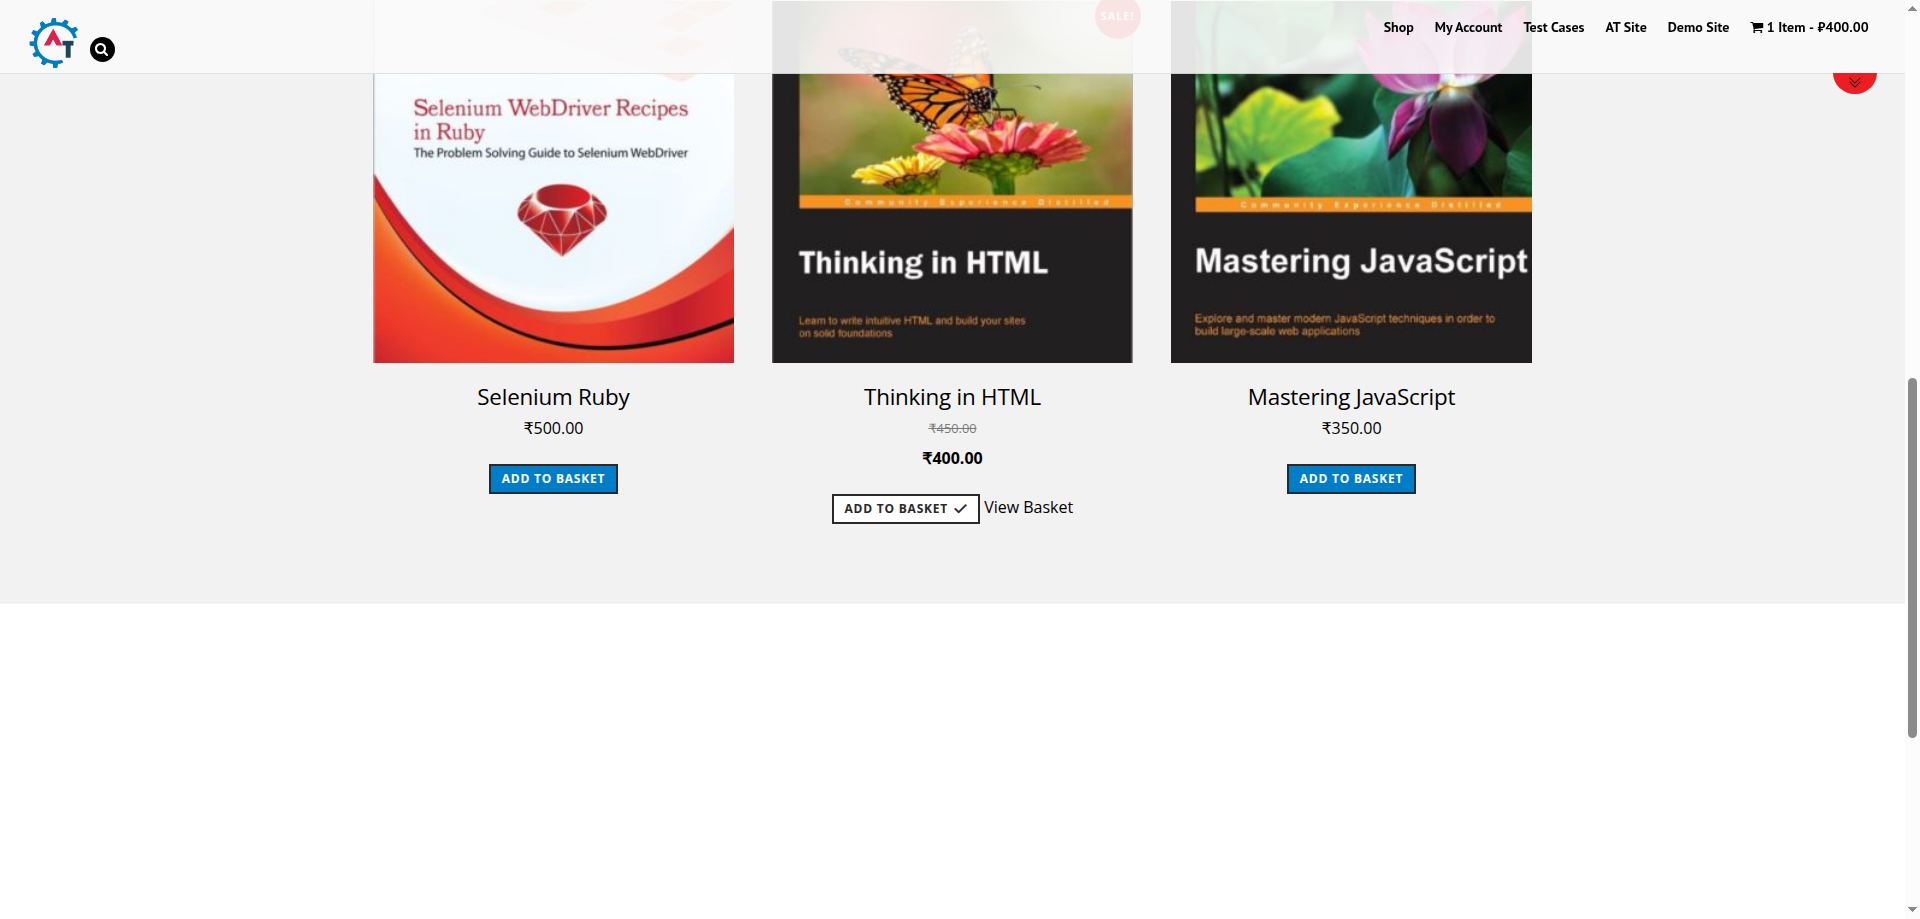 AT
Shop
My Account
Test Cases
AT Site
Demo Site
1 Item - ₽400.00
SALE!
Selenium WebDriver Recipes
in Ruby
The Problem Solving Guide to Selenium WebDriver
Community Experience Distilled
Thinking in HTML
Learn to write intuitive HTML and build your sites
on solid foundations
Community Experience Distilled
Mastering JavaScript
Explore and master modern JavaScript techniques in order to
build large-scale web applications
Selenium Ruby
₹500.00
ADD TO BASKET
Thinking in HTML
₹450.00
₹400.00
ADD TO BASKET
View Basket
Mastering JavaScript
₹350.00
ADD TO BASKET